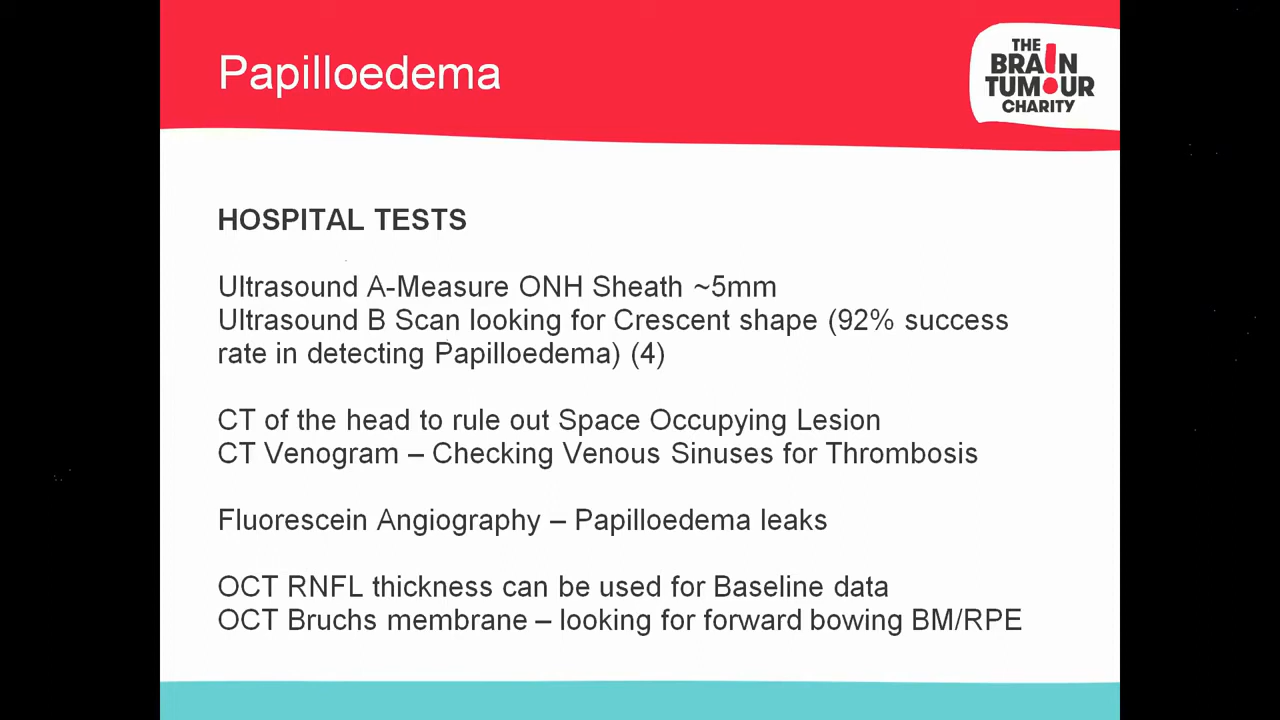 Papilloedema
THE
BRAIN
TUMOUR
CHARITY
HOSPITAL TESTS
Ultrasound A-Measure ONH Sheath ~5mm
Ultrasound B Scan looking for Crescent shape (92% success
rate in detecting Papilloedema) (4)
CT of the head to rule out Space Occupying Lesion
CT Venogram – Checking Venous Sinuses for Thrombosis
Fluorescein Angiography – Papilloedema leaks
OCT RNFL thickness can be used for Baseline data
OCT Bruchs membrane – looking for forward bowing BM/RPE